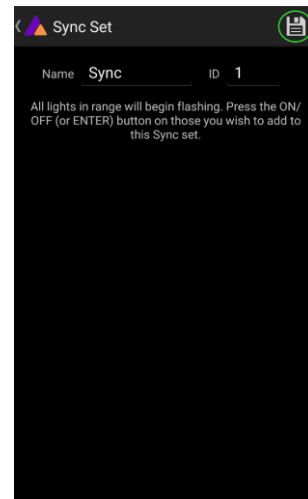 Sync Set
Name Sync ID 1
All lights in range will begin flashing. Press the ON/
OFF (or ENTER) button on those you wish to add to
this Sync set.